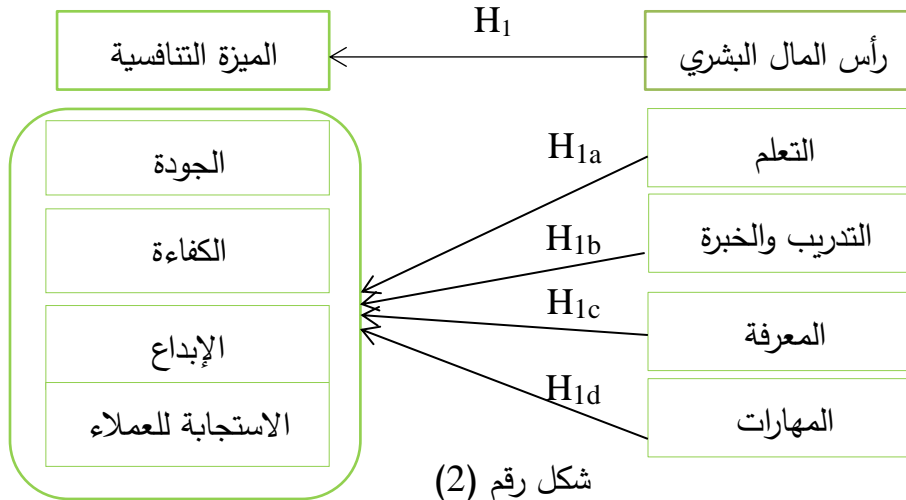 H1
رأس المال البشري
الميزة التنافسية
التعلم
H1a
الجودة
التدريب والخبرة
H1b
الكفاءة
المعرفة
H1c
الإبداع
المهارات
H1d
الاستجابة للعملاء
شكل رقم (2)